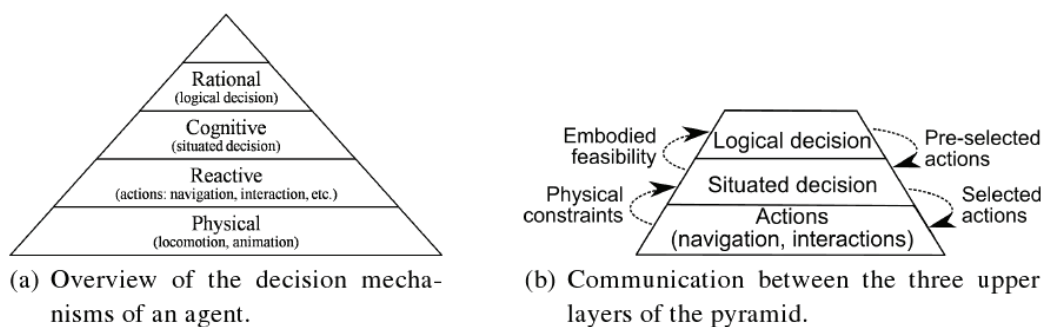 Rational
(logical decision)
Cognitive
(situated decision)
Reactive
(actions: navigation, interaction, etc.)
Physical
(locomotion, animation)
(a) Overview of the decision mecha-
nisms of an agent.
Embodied
feasibility
Logical decision
Pre-selected
actions
Physical
constraints
Situated decision
Selected
actions
Actions
(navigation, interactions)
(b) Communication between the three upper
layers of the pyramid.